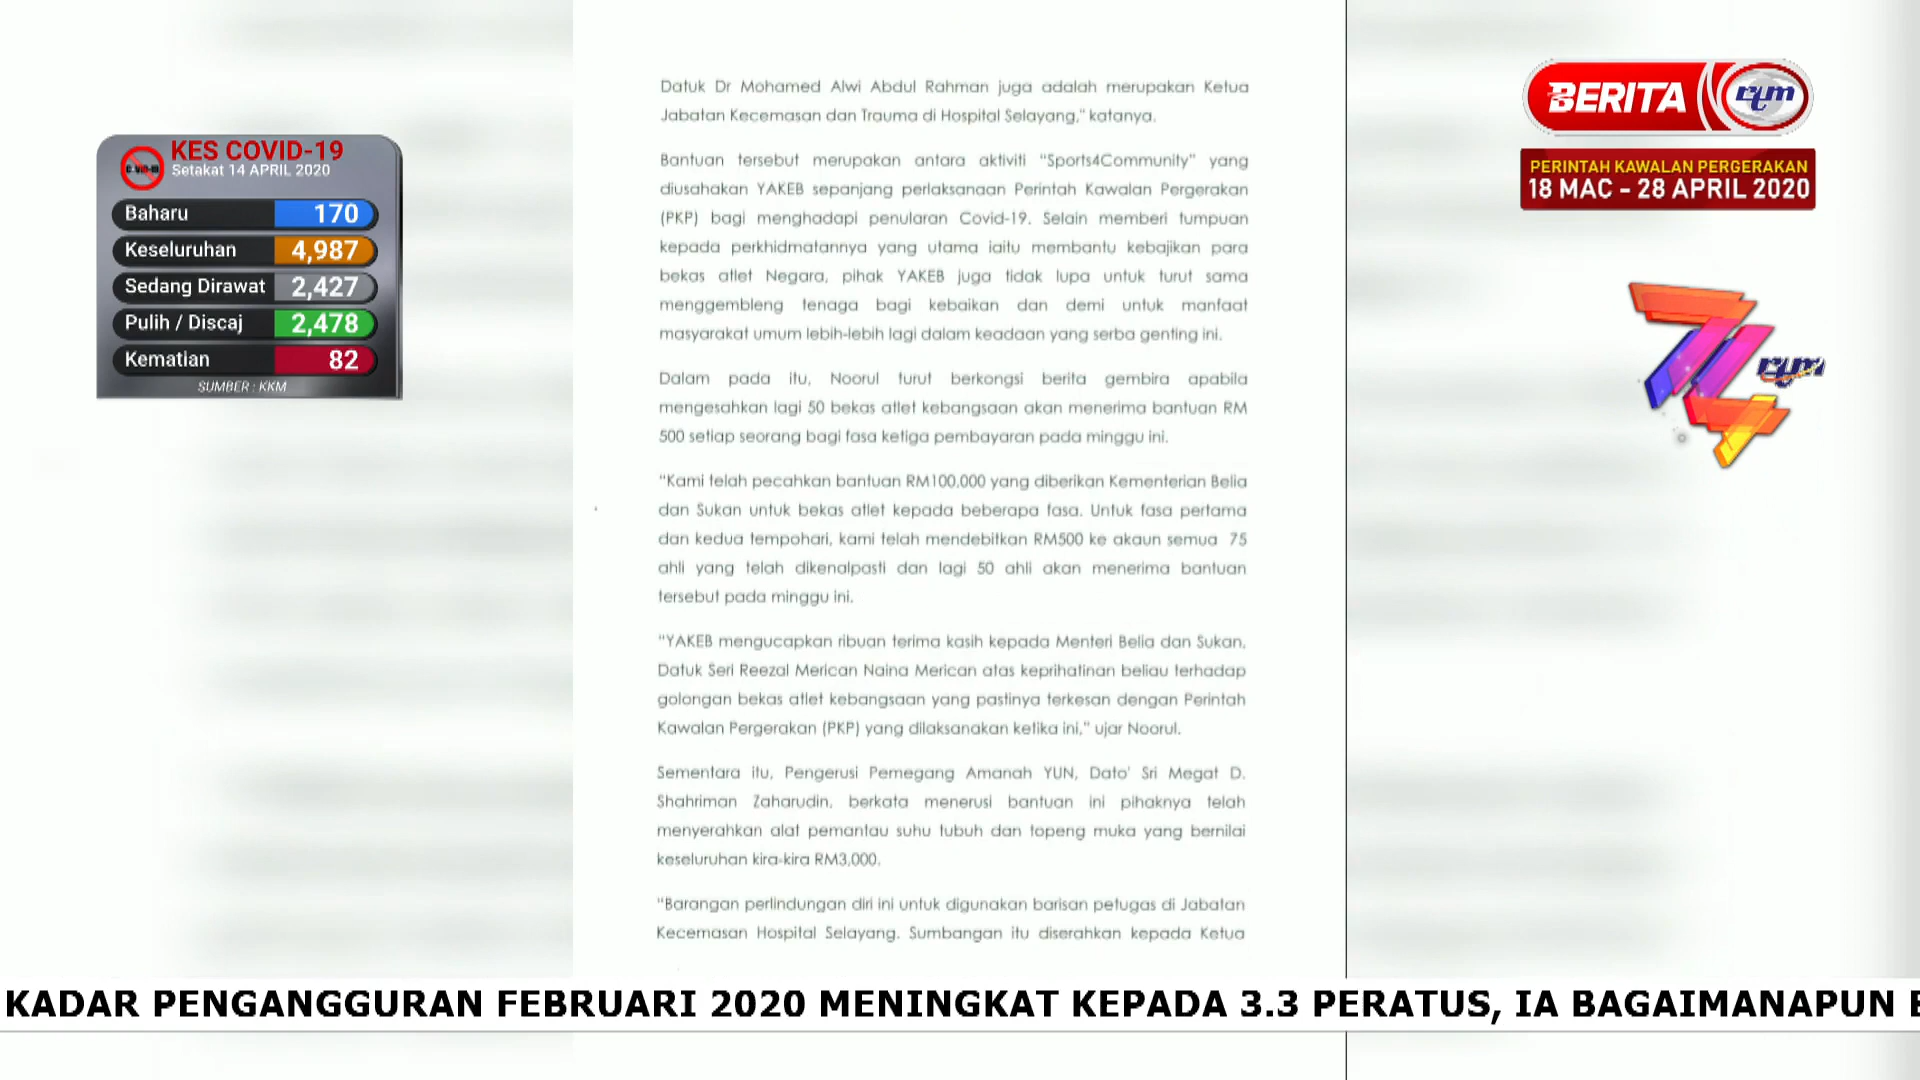 Datuk Dr Mohamed Alwi Abdul Rahman juga adalah merupakan Ketua
Jabatan Kecemasan dan Trauma di Hospital Selayang," katanya.
Bantuan tersebut merupakan antara aktiviti "Sports4Community" yang
diusahakan YAKEB sepanjang perlaksanaan Perintah Kawalan Pergerakan
(PKP) bagi menghadapi penularan Covid-19. Selain memberi tumpuan
kepada perkhidmatannya yang utama iaitu membantu kebajikan para
bekas atlet Negara, pihak YAKEB juga tidak lupa untuk turut sama
menggembleng tenaga bagi kebaikan dan demi untuk manfaat
masyarakat umum lebih-lebih lagi dalam keadaan yang serba genting ini.
Dalam pada itu, Noorul turut berkongsi berita gembira apabila
mengesahkan lagi 50 bekas atlet kebangsaan akan menerima bantuan RM
500 setiap seorang bagi fasa ketiga pembayaran pada minggu ini.
"Kami telah pecahkan bantuan RM100,000 yang diberikan Kementerian Belia
dan Sukan untuk bekas atlet kepada beberapa fasa. Untuk fasa pertama
dan kedua tempohari, kami telah mendebitkan RM500 ke akaun semua 75
ahli yang telah dikenalpasti dan lagi 50 ahli akan menerima bantuan
tersebut pada minggu ini.
"YAKEB mengucapkan ribuan terima kasih kepada Menteri Belia dan Sukan,
Datuk Seri Reezal Merican Naina Merican atas keprihatinan beliau terhadap
golongan bekas atlet kebangsaan yang pastinya terkesan dengan Perintah
Kawalan Pergerakan (PKP) yang dilaksanakan ketika ini," ujar Noorul.
Sementara itu, Pengerusi Pemegang Amanah YUN, Dato' Sri Megat D.
Shahriman Zaharudin, berkata menerusi bantuan ini pihaknya telah
menyerahkan alat pemantau suhu tubuh dan topeng muka yang bernilai
keseluruhan kira-kira RM3,000.
"Barangan perlindungan diri ini untuk digunakan barisan petugas di Jabatan
Kecemasan Hospital Selayang. Sumbangan itu diserahkan kepada Ketua
KES COVID-19
Setakat 14 APRIL 2020
Baharu 170
Keseluruhan 4,987
Sedang Dirawat 2,427
Pulih / Discaj 2,478
Kematian 82
SUMBER : KKM
BERITA rtm
PERINTAH KAWALAN PERGERAKAN
18 MAC - 28 APRIL 2020
74 rtm
KADAR PENGANGGURAN FEBRUARI 2020 MENINGKAT KEPADA 3.3 PERATUS, IA BAGAIMANAPUN